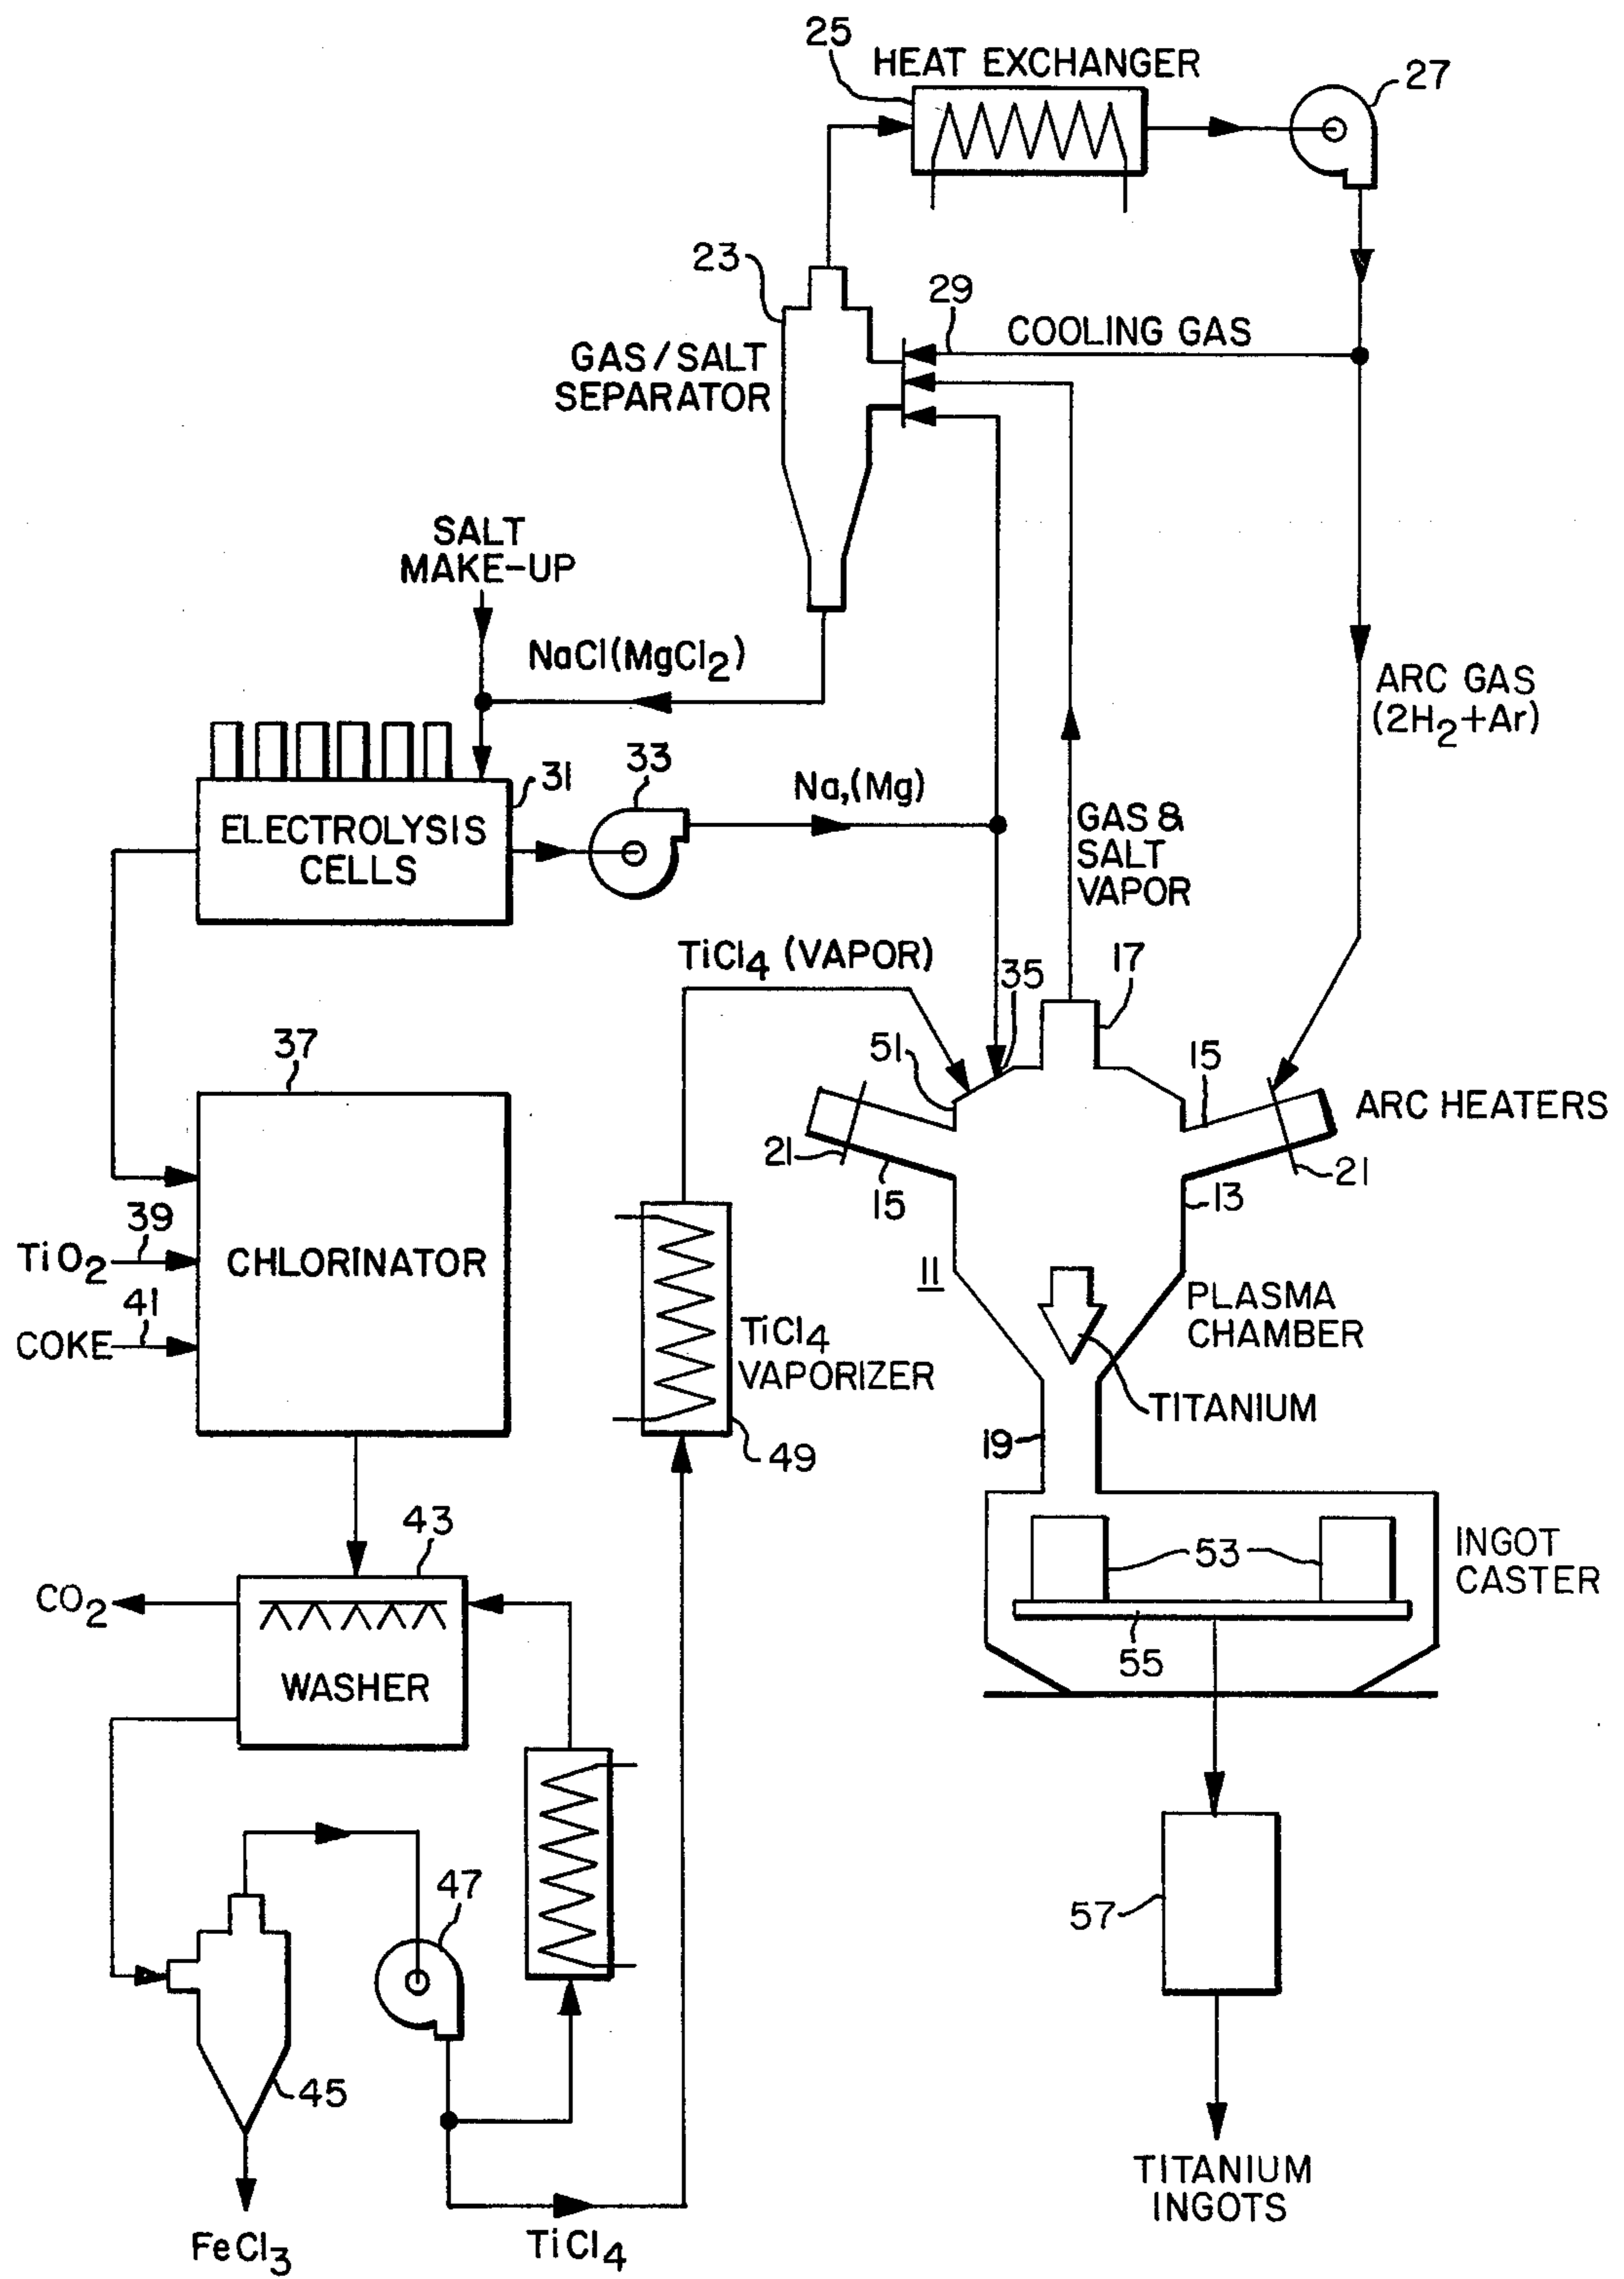 25
HEAT EXCHANGER
27
23
29
COOLING GAS
GAS/SALT
SEPARATOR
SALT
MAKE-UP
NaCl(MgCl2)
ARC GAS
(2H2+Ar)
31
33
Na,(Mg)
ELECTROLYSIS
CELLS
GAS &
SALT
VAPOR
TiCl4 (VAPOR)
35
17
37
51
15
ARC HEATERS
21
15
21
13
39
TiO2
CHLORINATOR
11
41
COKE
PLASMA
CHAMBER
TiCl4
VAPORIZER
TITANIUM
19
49
43
53
INGOT
CASTER
CO2
55
WASHER
47
57
45
TITANIUM
INGOTS
FeCl3
TiCl4